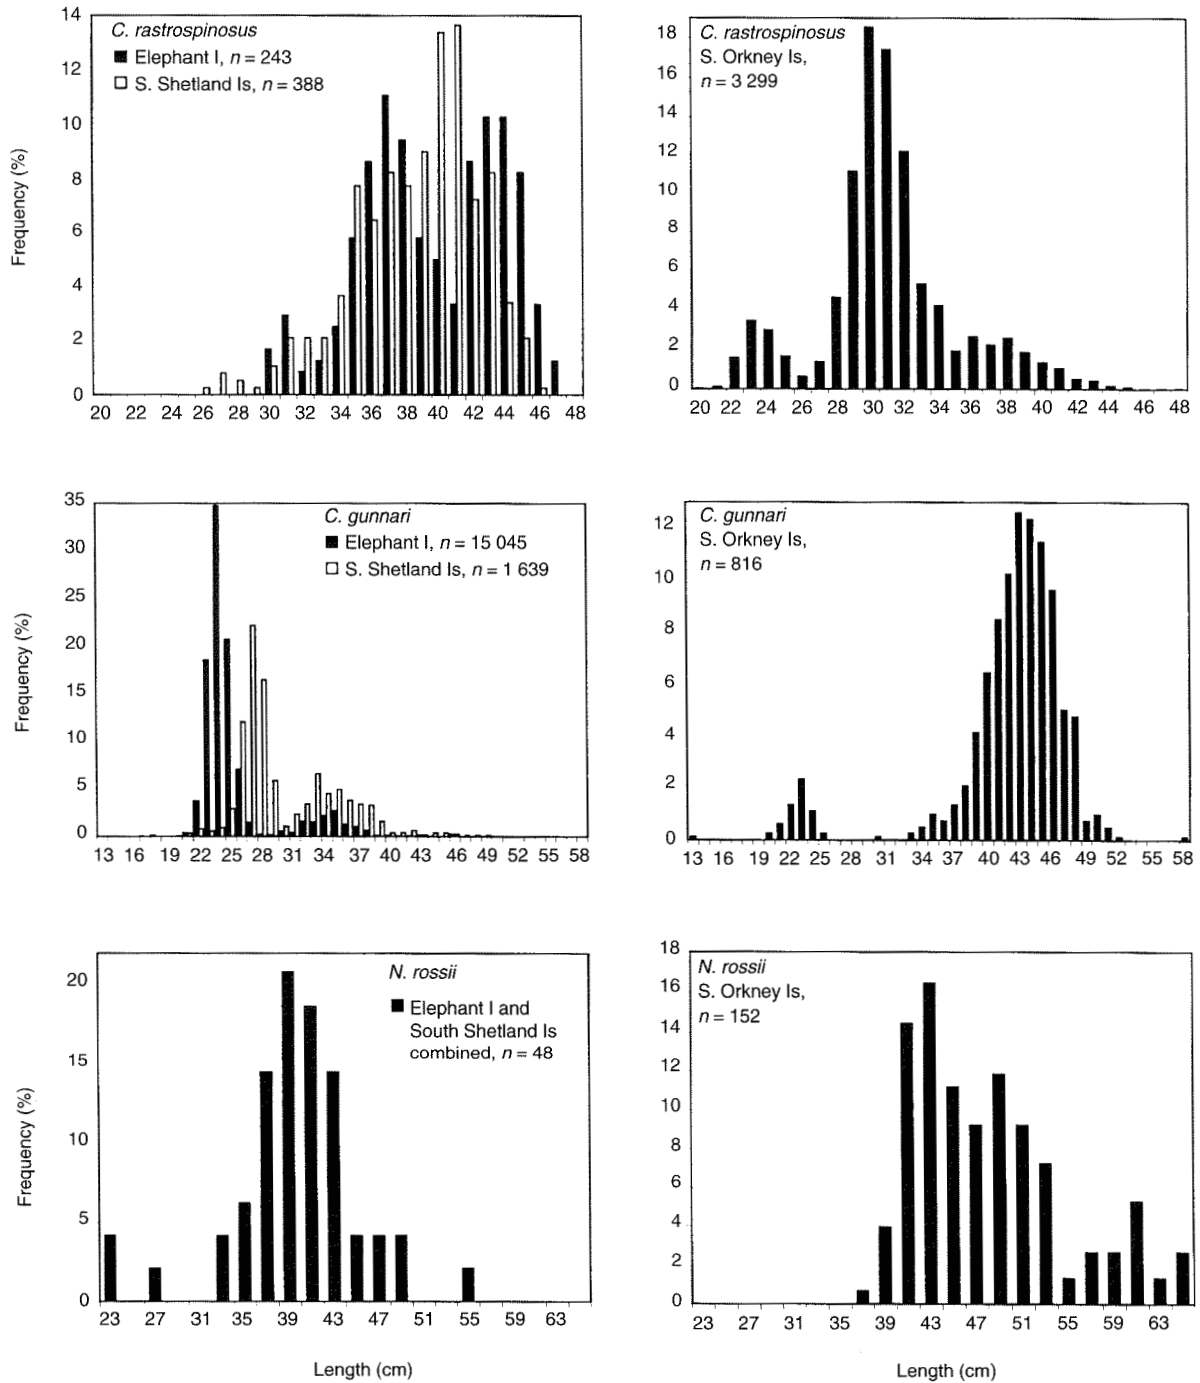 C. rastrospinosus
Elephant I, n = 243
S. Shetland Is, n = 388
Frequency (%)
14
12
10
8
6
4
2
0
20 22 24 26 28 30 32 34 36 38 40 42 44 46 48
C. rastrospinosus
S. Orkney Is,
n = 3 299
18
16
14
12
10
8
6
4
2
0
20 22 24 26 28 30 32 34 36 38 40 42 44 46 48
C. gunnari
Elephant I, n = 15 045
S. Shetland Is, n = 1 639
Frequency (%)
35
30
25
20
15
10
5
0
13 16 19 22 25 28 31 34 37 40 43 46 49 52 55 58
C. gunnari
S. Orkney Is,
n = 816
12
10
8
6
4
2
0
13 16 19 22 25 28 31 34 37 40 43 46 49 52 55 58
N. rossii
Elephant I and
South Shetland Is
combined, n = 48
Frequency (%)
20
15
10
5
0
23 27 31 35 39 43 47 51 55 59 63
Length (cm)
N. rossii
S. Orkney Is,
n = 152
18
16
14
12
10
8
6
4
2
0
23 27 31 35 39 43 47 51 55 59 63
Length (cm)